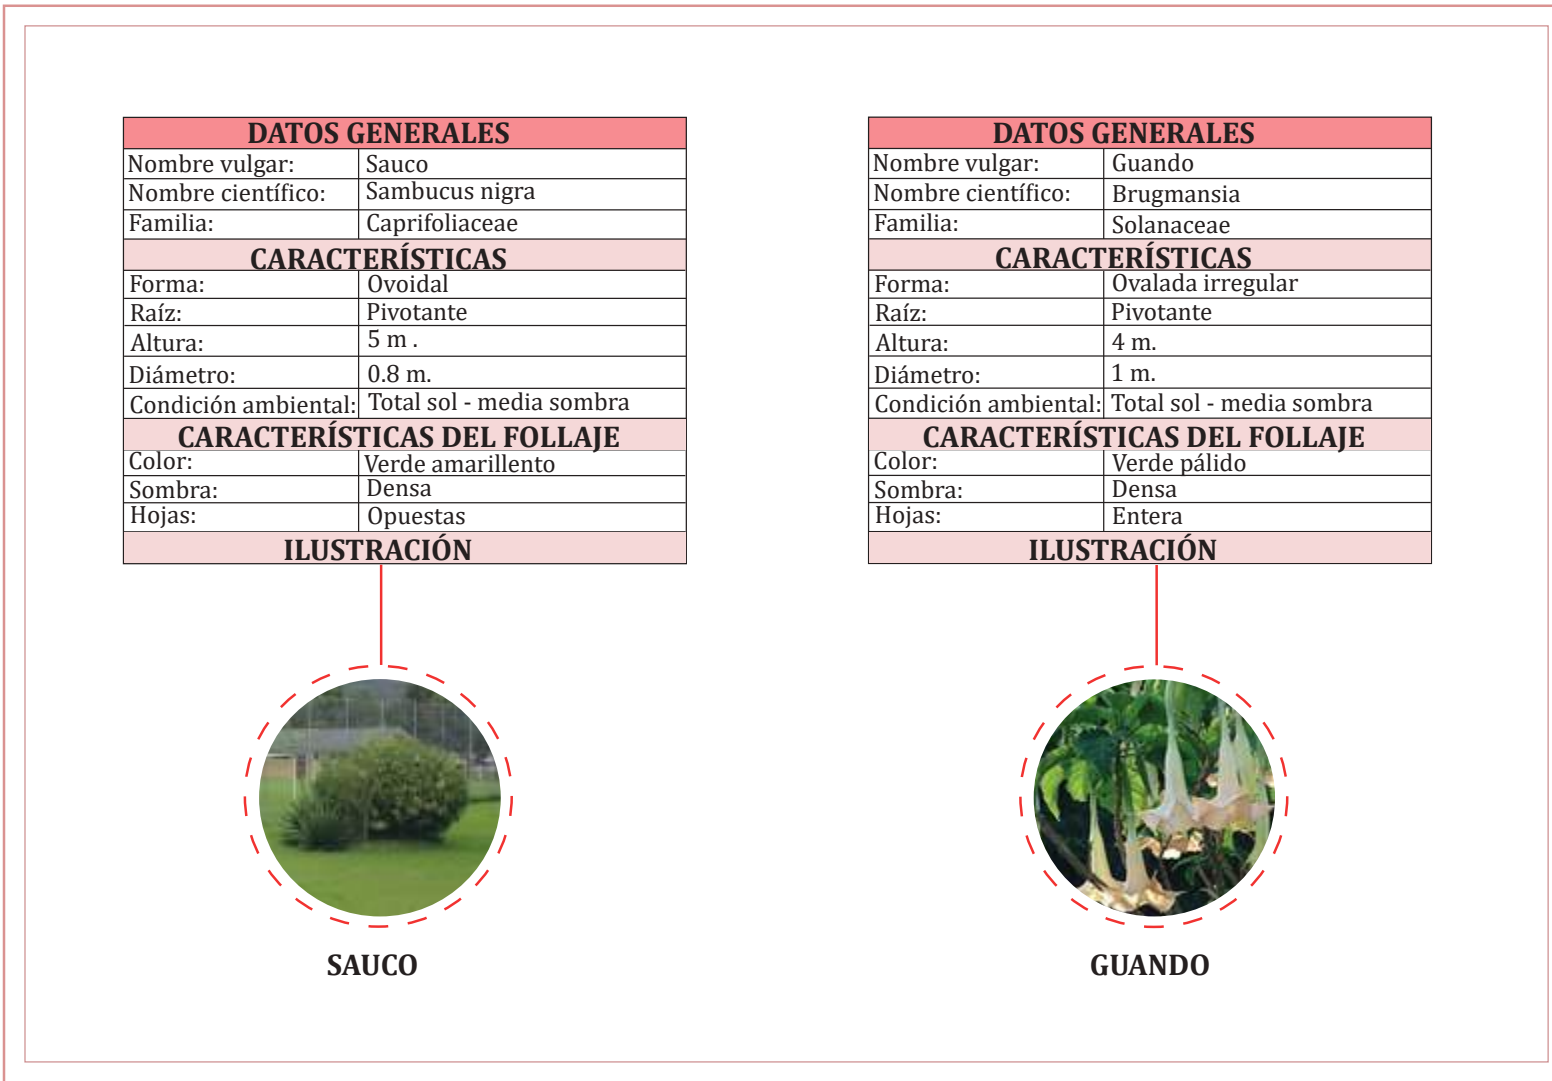 DATOS GENERALES
Nombre vulgar: Sauco
Nombre científico: Sambucus nigra
Familia: Caprifoliaceae
CARACTERÍSTICAS
Forma: Ovoidal
Raíz: Pivotante
Altura: 5 m .
Diámetro: 0.8 m.
Condición ambiental: Total sol - media sombra
CARACTERÍSTICAS DEL FOLLAJE
Color: Verde amarillento
Sombra: Densa
Hojas: Opuestas
ILUSTRACIÓN
SAUCO
DATOS GENERALES
Nombre vulgar: Guando
Nombre científico: Brugmansia
Familia: Solanaceae
CARACTERÍSTICAS
Forma: Ovalada irregular
Raíz: Pivotante
Altura: 4 m.
Diámetro: 1 m.
Condición ambiental: Total sol - media sombra
CARACTERÍSTICAS DEL FOLLAJE
Color: Verde pálido
Sombra: Densa
Hojas: Entera
ILUSTRACIÓN
GUANDO